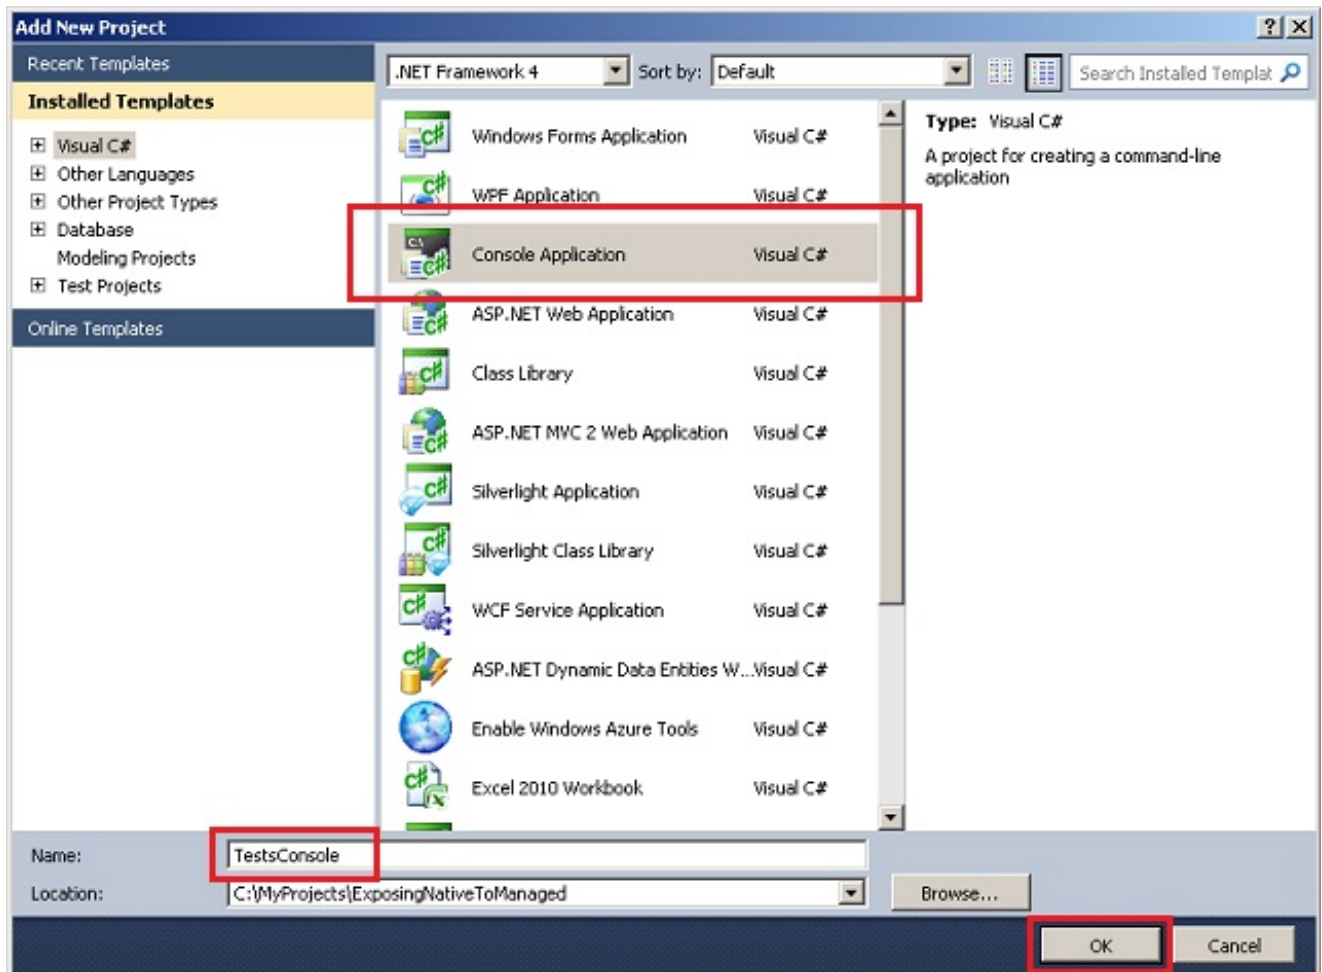 Add New Project
Recent Templates
.NET Framework 4 Sort by: Default Search Installed Templat
Installed Templates
Visual C#
Other Languages
Other Project Types
Database
Modeling Projects
Test Projects
Online Templates
Windows Forms Application Visual C#
WPF Application Visual C#
Console Application Visual C#
ASP.NET Web Application Visual C#
Class Library Visual C#
ASP.NET MVC 2 Web Application Visual C#
Silverlight Application Visual C#
Silverlight Class Library Visual C#
WCF Service Application Visual C#
ASP.NET Dynamic Data Entities W...Visual C#
Enable Windows Azure Tools Visual C#
Excel 2010 Workbook Visual C#
Type: Visual C#
A project for creating a command-line
application
Name: TestsConsole
Location: C:\MyProjects\ExposingNativeToManaged Browse...
OK Cancel